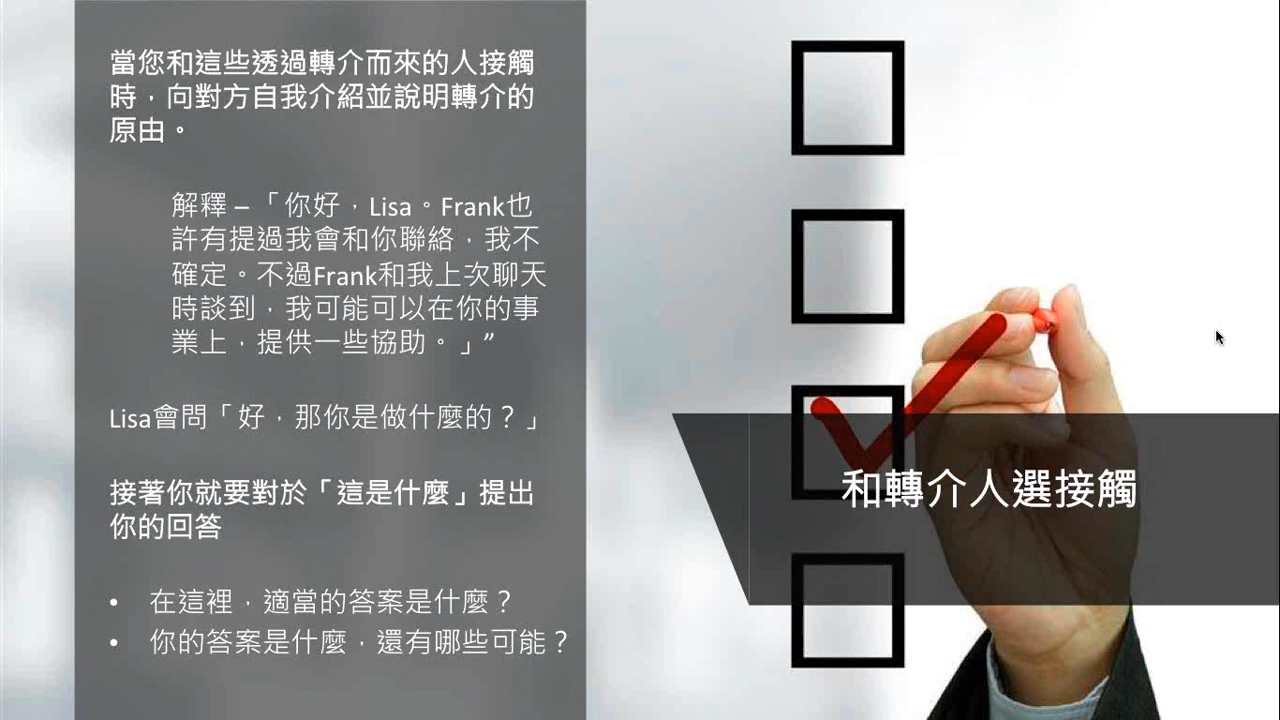 當您和這些透過轉介而來的人接觸
時，向對方自我介紹並說明轉介的
原由。
解釋 – 「你好，Lisa。Frank也
許有提過我會和你聯絡，我不
確定。不過Frank和我上次聊天
時談到，我可能可以在你的事
業上，提供一些協助。」”
Lisa會問「好，那你是做什麼的？」
接著你就要對於「這是什麼」提出
你的回答
• 在這裡，適當的答案是什麼？
• 你的答案是什麼，還有哪些可能？
和轉介人選接觸